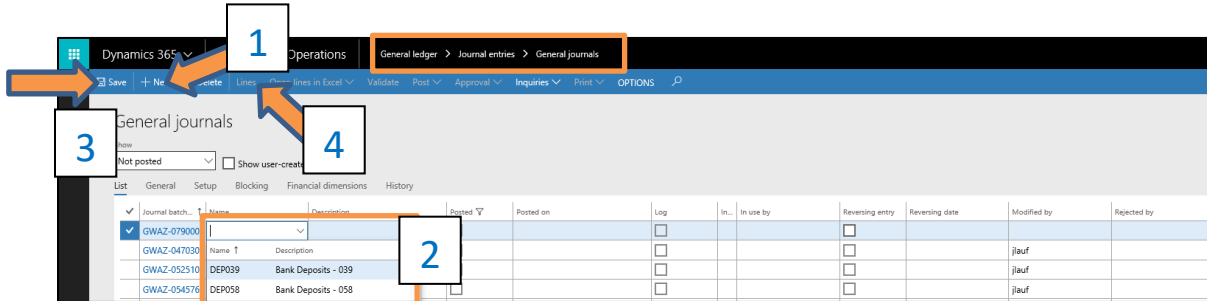 1
Dynamics 365 Operations General ledger > Journal entries > General journals
Save + Ne lete Lines Open lines in Excel Validate Post Approval Inquiries Print OPTIONS
3
General journals
4
Show
Not posted Show user-create
List General Setup Blocking Financial dimensions History
Journal batch... ↑ Name Description Posted Posted on Log In... In use by Reversing entry Reversing date Modified by Rejected by
GWAZ-079000
2
GWAZ-047030 Name ↑ Description jlauf
GWAZ-052510 DEP039 Bank Deposits - 039 jlauf
GWAZ-054576 DEP058 Bank Deposits - 058 jlauf